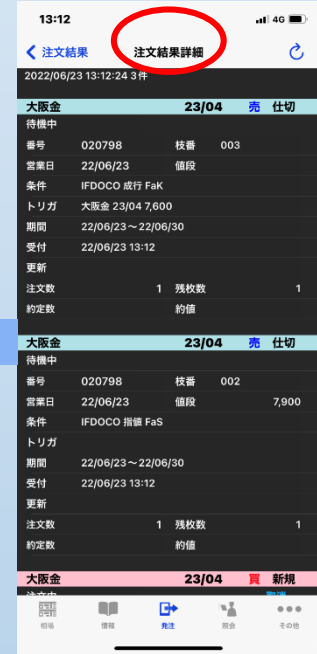 13:12 4G
注文結果 注文結果詳細
2022/06/23 13:12:24 3件
大阪金 23/04 売 仕切
待機中
番号 020798 枝番 003
営業日 22/06/23 値段
条件 IFDOCO 成行 FaK
トリガ 大阪金 23/04 7,600
期間 22/06/23～22/06/30
受付 22/06/23 13:12
更新
注文数 1 残枚数 1
約定数 約値
大阪金 23/04 売 仕切
待機中
番号 020798 枝番 002
営業日 22/06/23 値段 7,900
条件 IFDOCO 指値 FaS
トリガ
期間 22/06/23～22/06/30
受付 22/06/23 13:12
更新
注文数 1 残枚数 1
約定数 約値
大阪金 23/04 買 新規
注文中 取消
相場 情報 発注 照会 その他